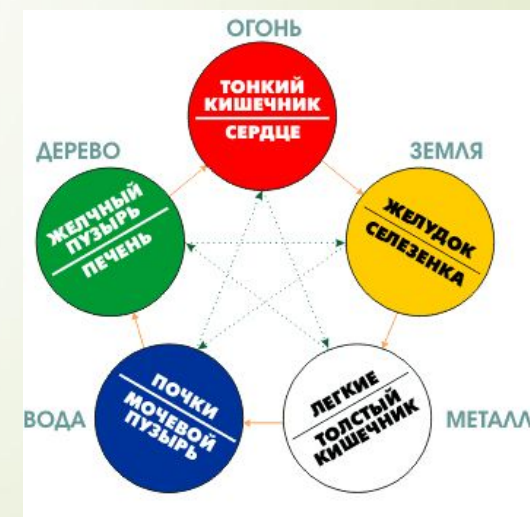 ОГОНЬ
ТОНКИЙ
КИШЕЧНИК
СЕРДЦЕ
ДЕРЕВО
ЖЕЛЧНЫЙ
ПУЗЫРЬ
ПЕЧЕНЬ
ЗЕМЛЯ
ЖЕЛУДОК
СЕЛЕЗЕНКА
ВОДА
ПОЧКИ
МОЧЕВОЙ
ПУЗЫРЬ
ЛЕГКИЕ
ТОЛСТЫЙ
КИШЕЧНИК
МЕТАЛЛ